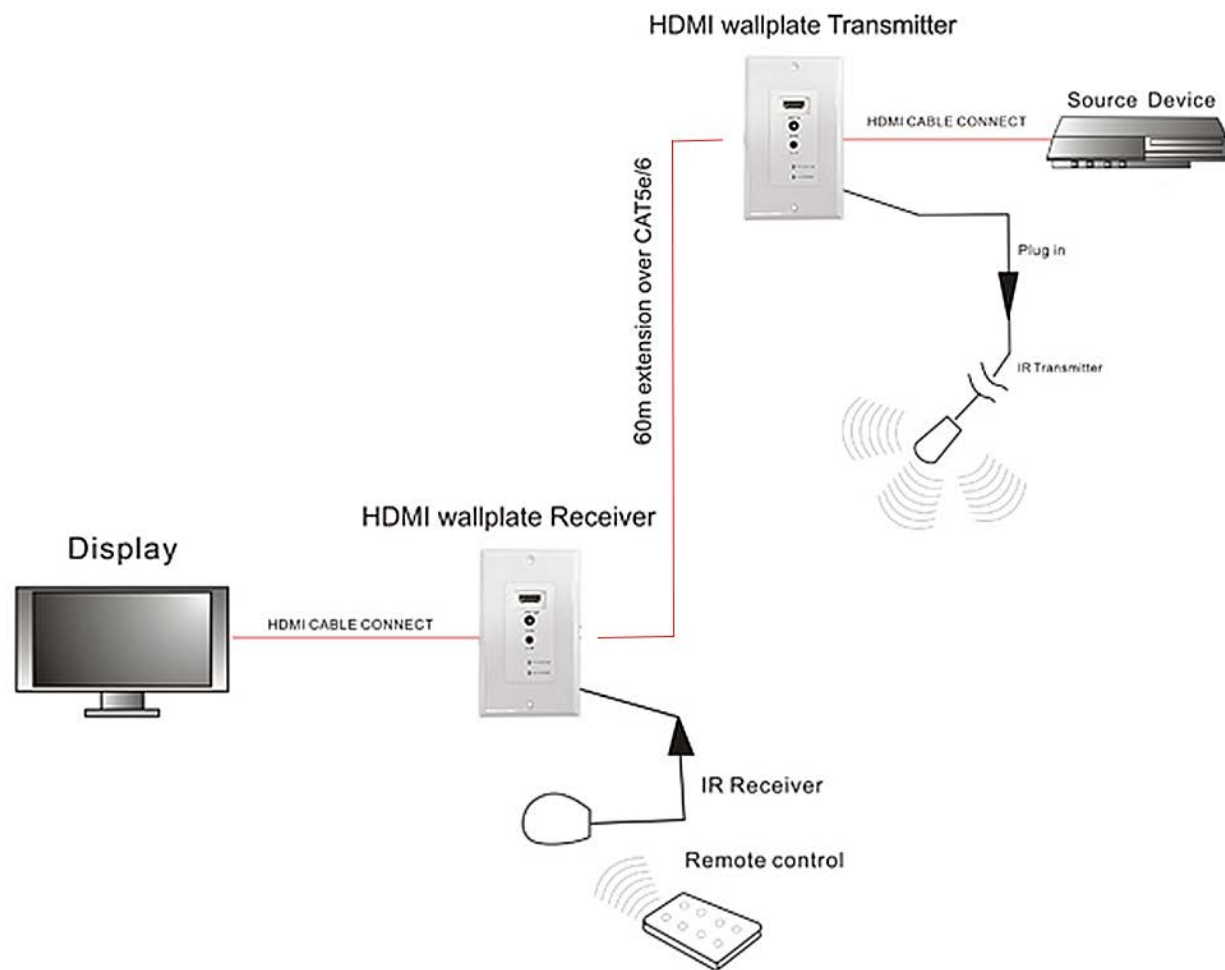 HDMI wallplate Transmitter
Source Device
HDMI CABLE CONNECT
60m extension over CAT5e/6
Plug in
IR Transmitter
HDMI wallplate Receiver
Display
HDMI CABLE CONNECT
IR Receiver
Remote control